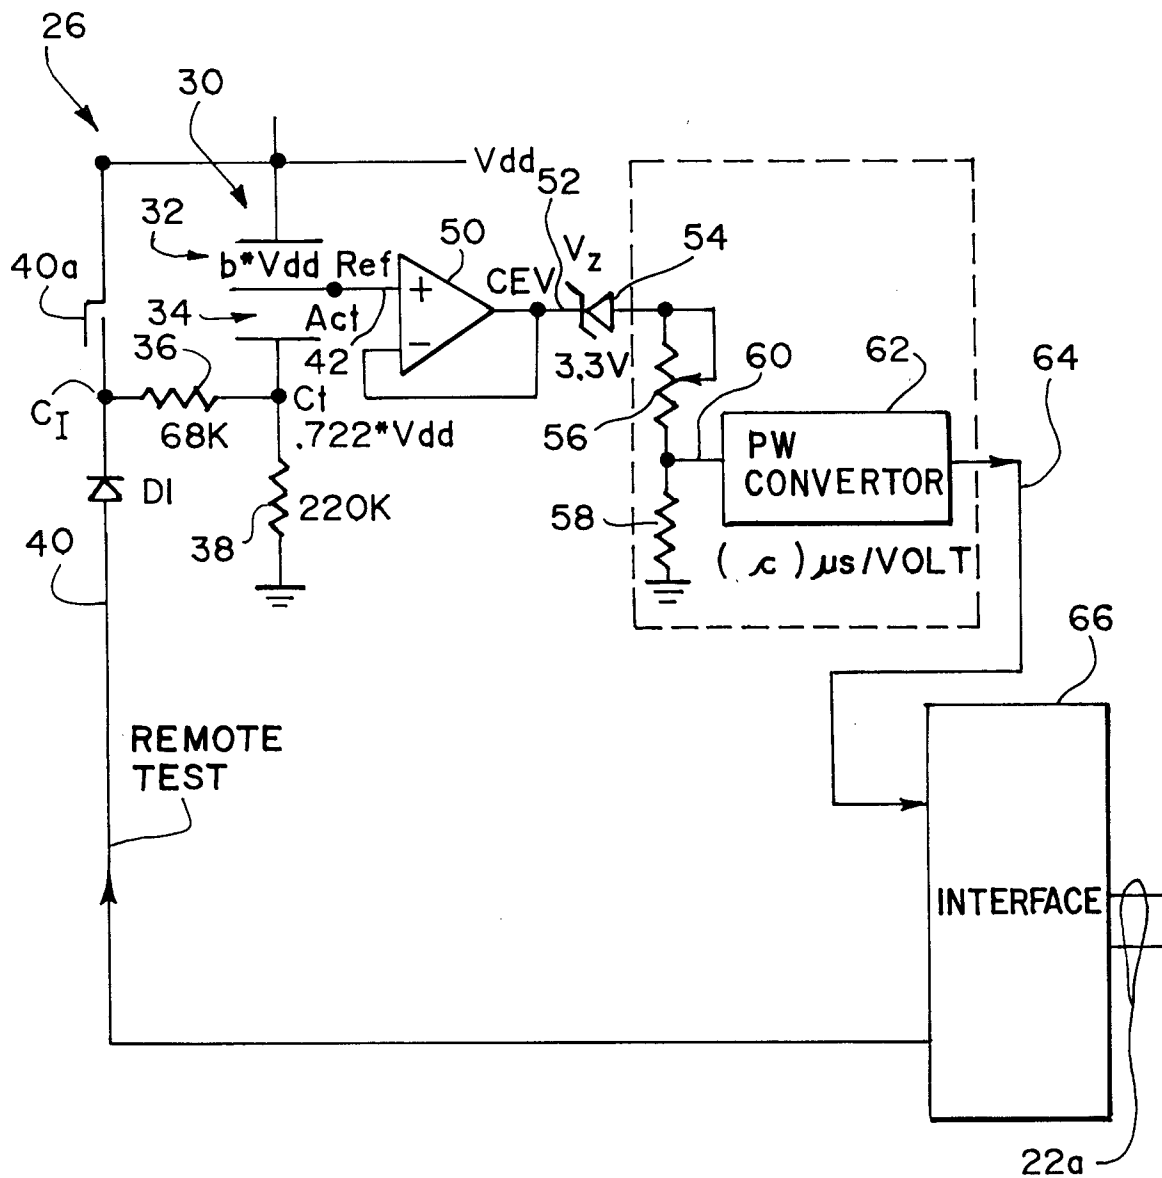 26
30
Vdd
52
32
b*Vdd
Ref
50
54
Vz
40a
+
CEV
34
Act
36
42
−
3.3V
60
62
64
CI
Ct
68K
.722*Vdd
56
PW
CONVERTOR
DI
220K
58
40
38
(x) μs/VOLT
66
REMOTE
TEST
INTERFACE
22a